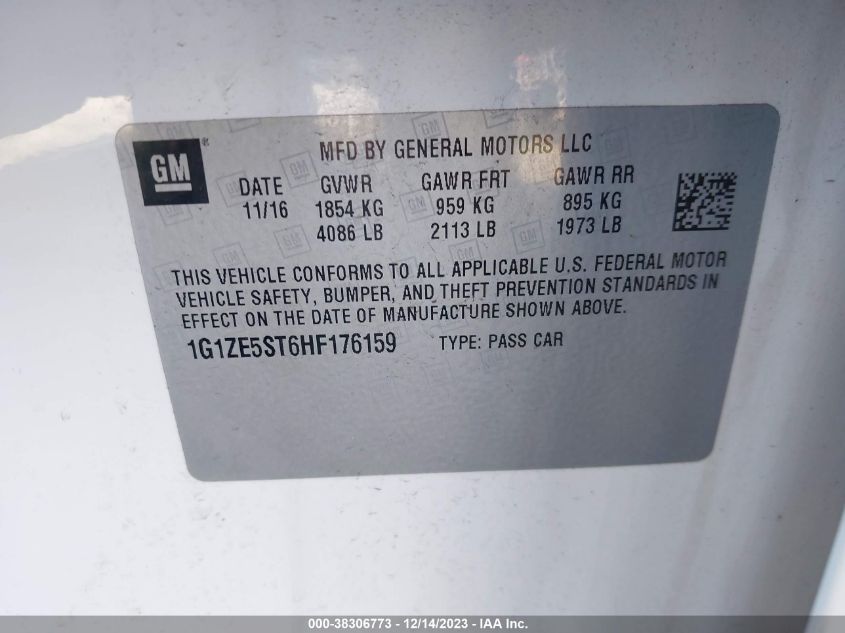 GM
MFD BY GENERAL MOTORS LLC
DATE GVWR GAWR FRT GAWR RR
11/16 1854 KG 959 KG 895 KG
4086 LB 2113 LB 1973 LB
THIS VEHICLE CONFORMS TO ALL APPLICABLE U.S. FEDERAL MOTOR
VEHICLE SAFETY, BUMPER, AND THEFT PREVENTION STANDARDS IN
EFFECT ON THE DATE OF MANUFACTURE SHOWN ABOVE.
1G1ZE5ST6HF176159 TYPE: PASS CAR
000-38306773 - 12/14/2023 - IAA Inc.